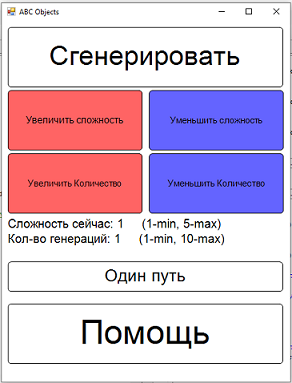 ABC Objects
Сгенерировать
Увеличить сложность
Уменьшить сложность
Увеличить Количество
Уменьшить Количество
Сложность сейчас: 1 (1-min, 5-max)
Кол-во генераций: 1 (1-min, 10-max)
Один путь
Помощь